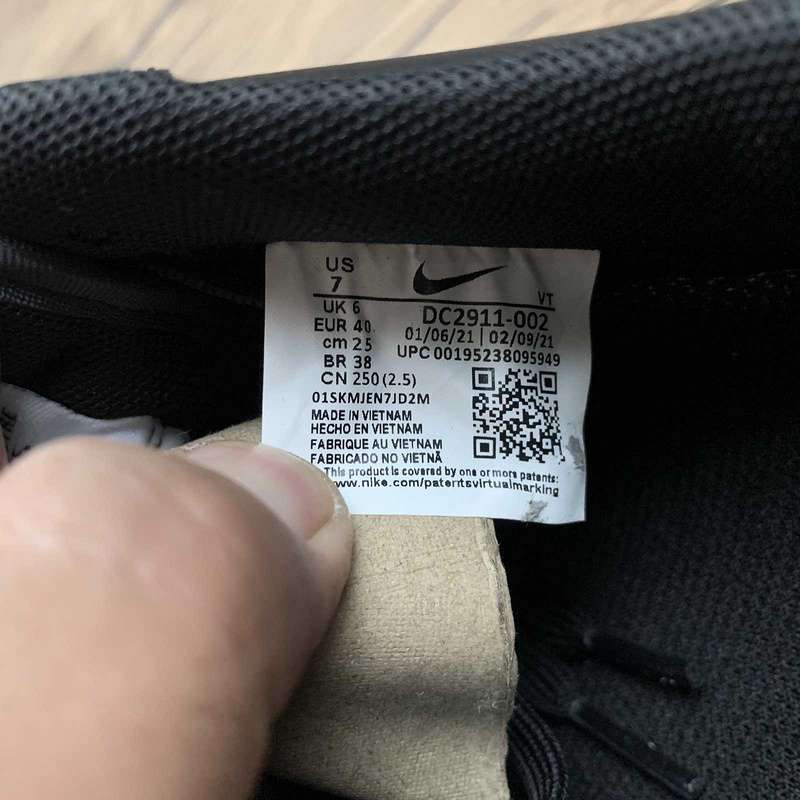 US
7
VT
UK 6
DC2911-002
EUR 40
01/06/21 | 02/09/21
cm 25
UPC 00195238095949
BR 38
CN 250 (2.5)
01SKMJEN7JD2M
MADE IN VIETNAM
HECHO EN VIETNAM
FABRIQUE AU VIETNAM
FABRICADO NO VIETNÃ
This product is covered by one or more patents:
www.nike.com/patentsvirtualmarking